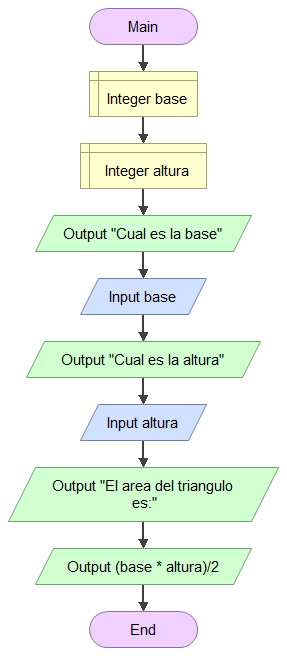 Main
Integer base
Integer altura
Output "Cual es la base"
Input base
Output "Cual es la altura"
Input altura
Output "El area del triangulo
es:"
Output (base * altura)/2
End